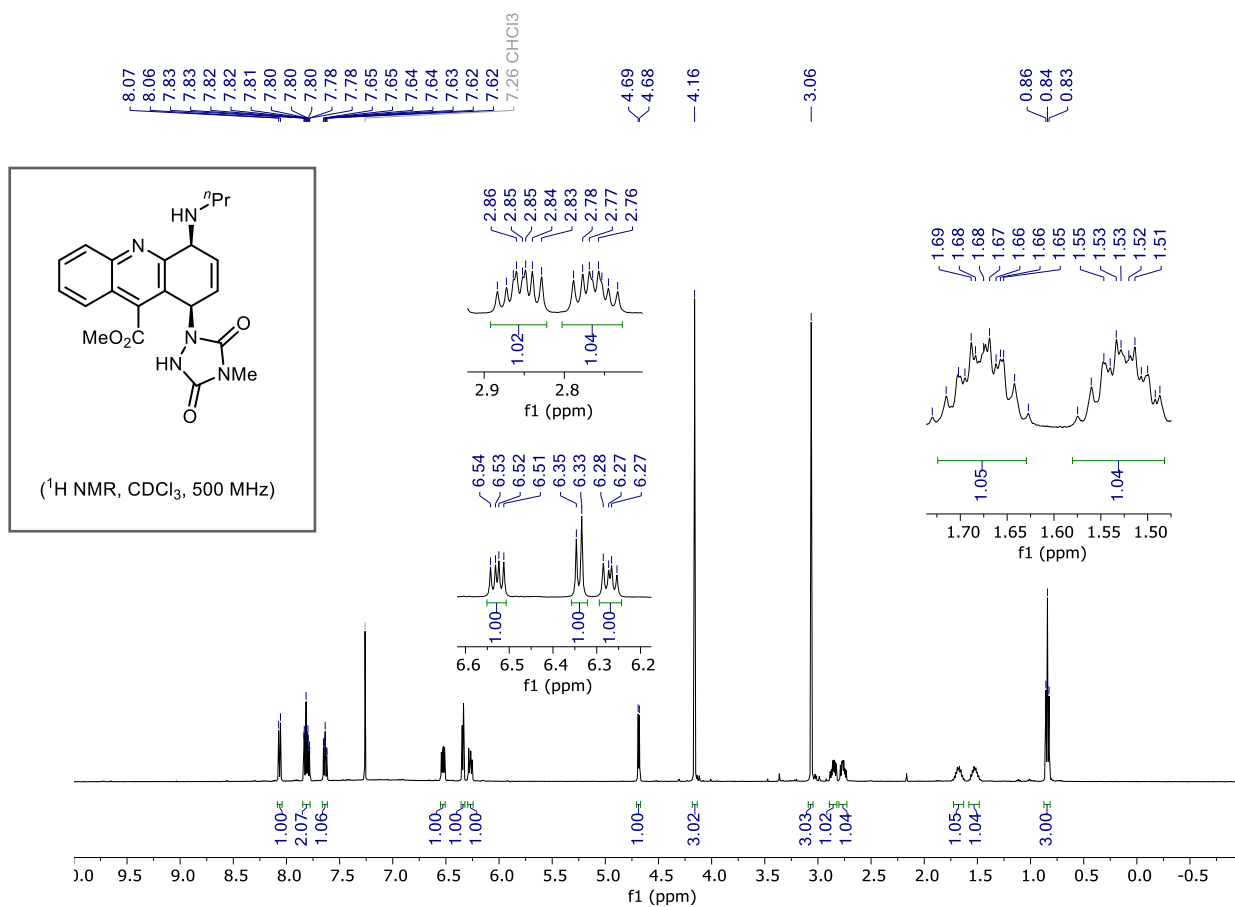 8.07 8.06 7.83 7.83 7.82 7.82 7.81 7.80 7.80 7.80 7.78 7.78 7.65 7.65 7.64 7.64 7.63 7.62 7.62 7.26 CHCl3 4.69 4.68 4.16 3.06 0.86 0.84 0.83
nPr
HN
N
MeO2C
N
O
HN
N
Me
O
(1H NMR, CDCl3, 500 MHz)
2.86 2.85 2.85 2.84 2.83 2.78 2.77 2.76
1.02 1.04
2.9 2.8
f1 (ppm)
6.54 6.53 6.52 6.51 6.35 6.33 6.28 6.27 6.27
1.00 1.00 1.00
6.6 6.5 6.4 6.3 6.2
f1 (ppm)
1.69 1.68 1.68 1.67 1.66 1.66 1.65 1.55 1.53 1.53 1.52 1.51
1.05 1.04
1.70 1.65 1.60 1.55 1.50
f1 (ppm)
1.00 2.07 1.06 1.00 1.00 1.00 1.00 3.02 3.03 1.02 1.04 1.05 1.04 3.00
0.0 9.5 9.0 8.5 8.0 7.5 7.0 6.5 6.0 5.5 5.0 4.5 4.0 3.5 3.0 2.5 2.0 1.5 1.0 0.5 0.0 -0.5
f1 (ppm)